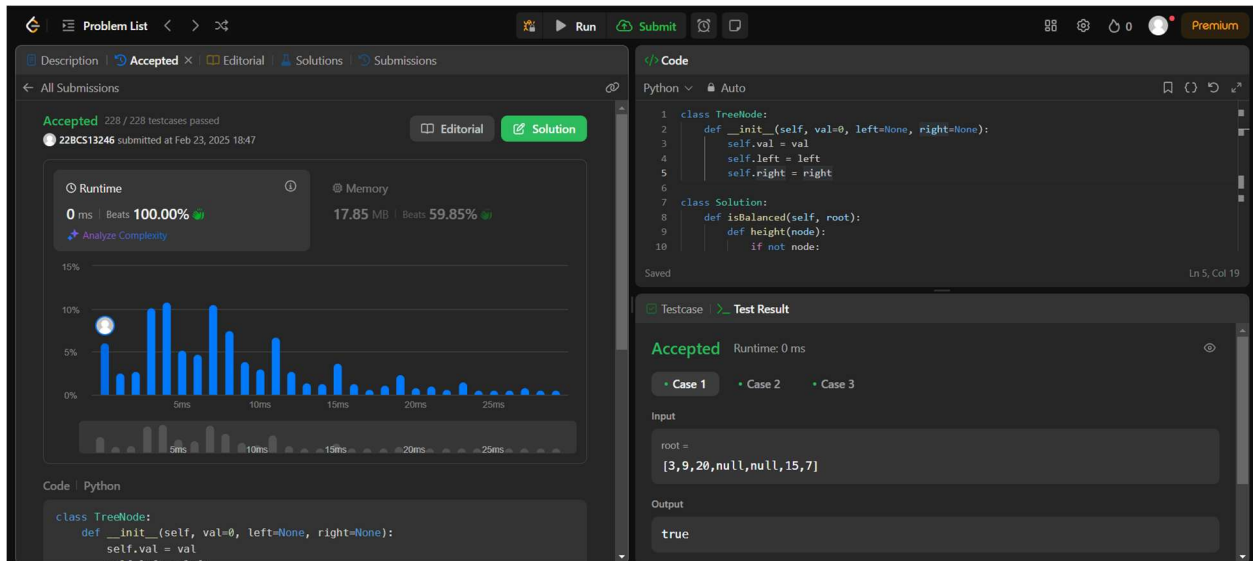 Problem List
Run
Submit
0
Premium
Description | Accepted × | Editorial | Solutions | Submissions
All Submissions
Accepted 228 / 228 testcases passed
22BCS13246 submitted at Feb 23, 2025 18:47
Editorial
Solution
Runtime
0 ms | Beats 100.00%
Analyze Complexity
Memory
17.85 MB | Beats 59.85%
15%
10%
5%
0%
5ms 10ms 15ms 20ms 25ms
5ms 10ms 15ms 20ms 25ms
Code | Python
class TreeNode:
    def __init__(self, val=0, left=None, right=None):
        self.val = val
</> Code
Python Auto
1 class TreeNode:
2     def __init__(self, val=0, left=None, right=None):
3         self.val = val
4         self.left = left
5         self.right = right
6
7 class Solution:
8     def isBalanced(self, root):
9         def height(node):
10             if not node:
Saved
Ln 5, Col 19
Testcase | >_ Test Result
Accepted Runtime: 0 ms
• Case 1 • Case 2 • Case 3
Input
root =
[3,9,20,null,null,15,7]
Output
true